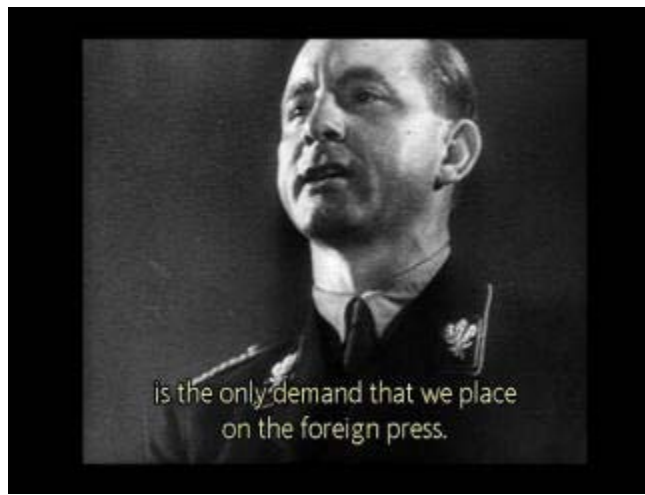 is the only demand that we place
on the foreign press.